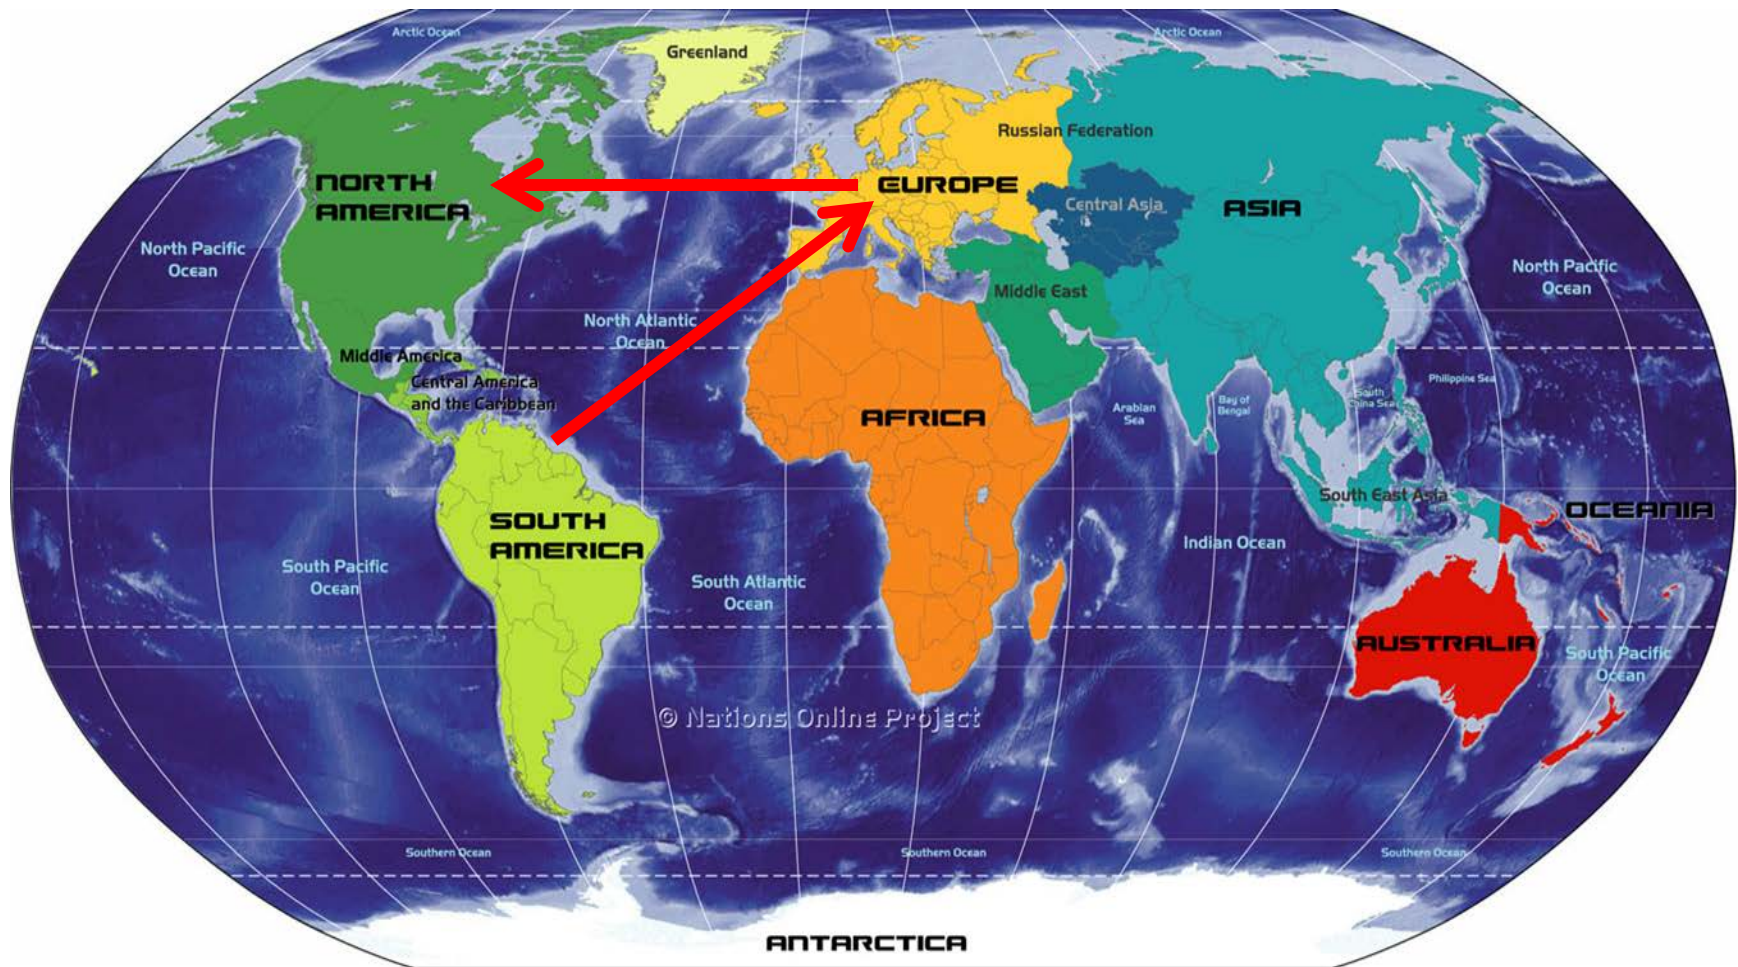 Arctic Ocean
Arctic Ocean
Greenland
Russian Federation
NORTH
AMERICA
EUROPE
Central Asia
ASIA
North Pacific
Ocean
North Pacific
Ocean
Middle East
North Atlantic
Ocean
Middle America
Central America
and the Caribbean
Philippine Sea
South
China Sea
Arabian
Sea
Bay of
Bengal
AFRICA
South East Asia
OCEANIA
SOUTH
AMERICA
Indian Ocean
South Pacific
Ocean
South Atlantic
Ocean
AUSTRALIA
South Pacific
Ocean
© Nations Online Project
Southern Ocean
Southern Ocean
Southern Ocean
ANTARCTICA